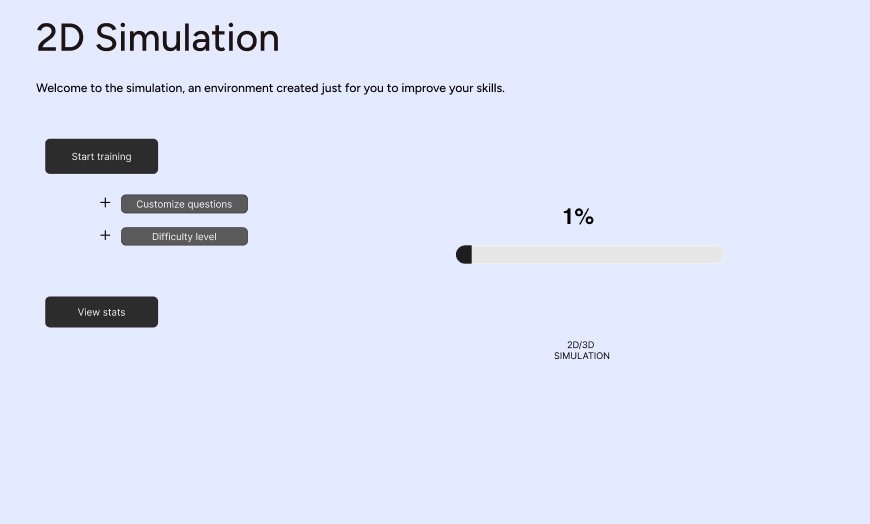 2D Simulation
Welcome to the simulation, an environment created just for you to improve your skills.
Start training
+ Customize questions
+ Difficulty level
View stats
1%
2D/3D
SIMULATION